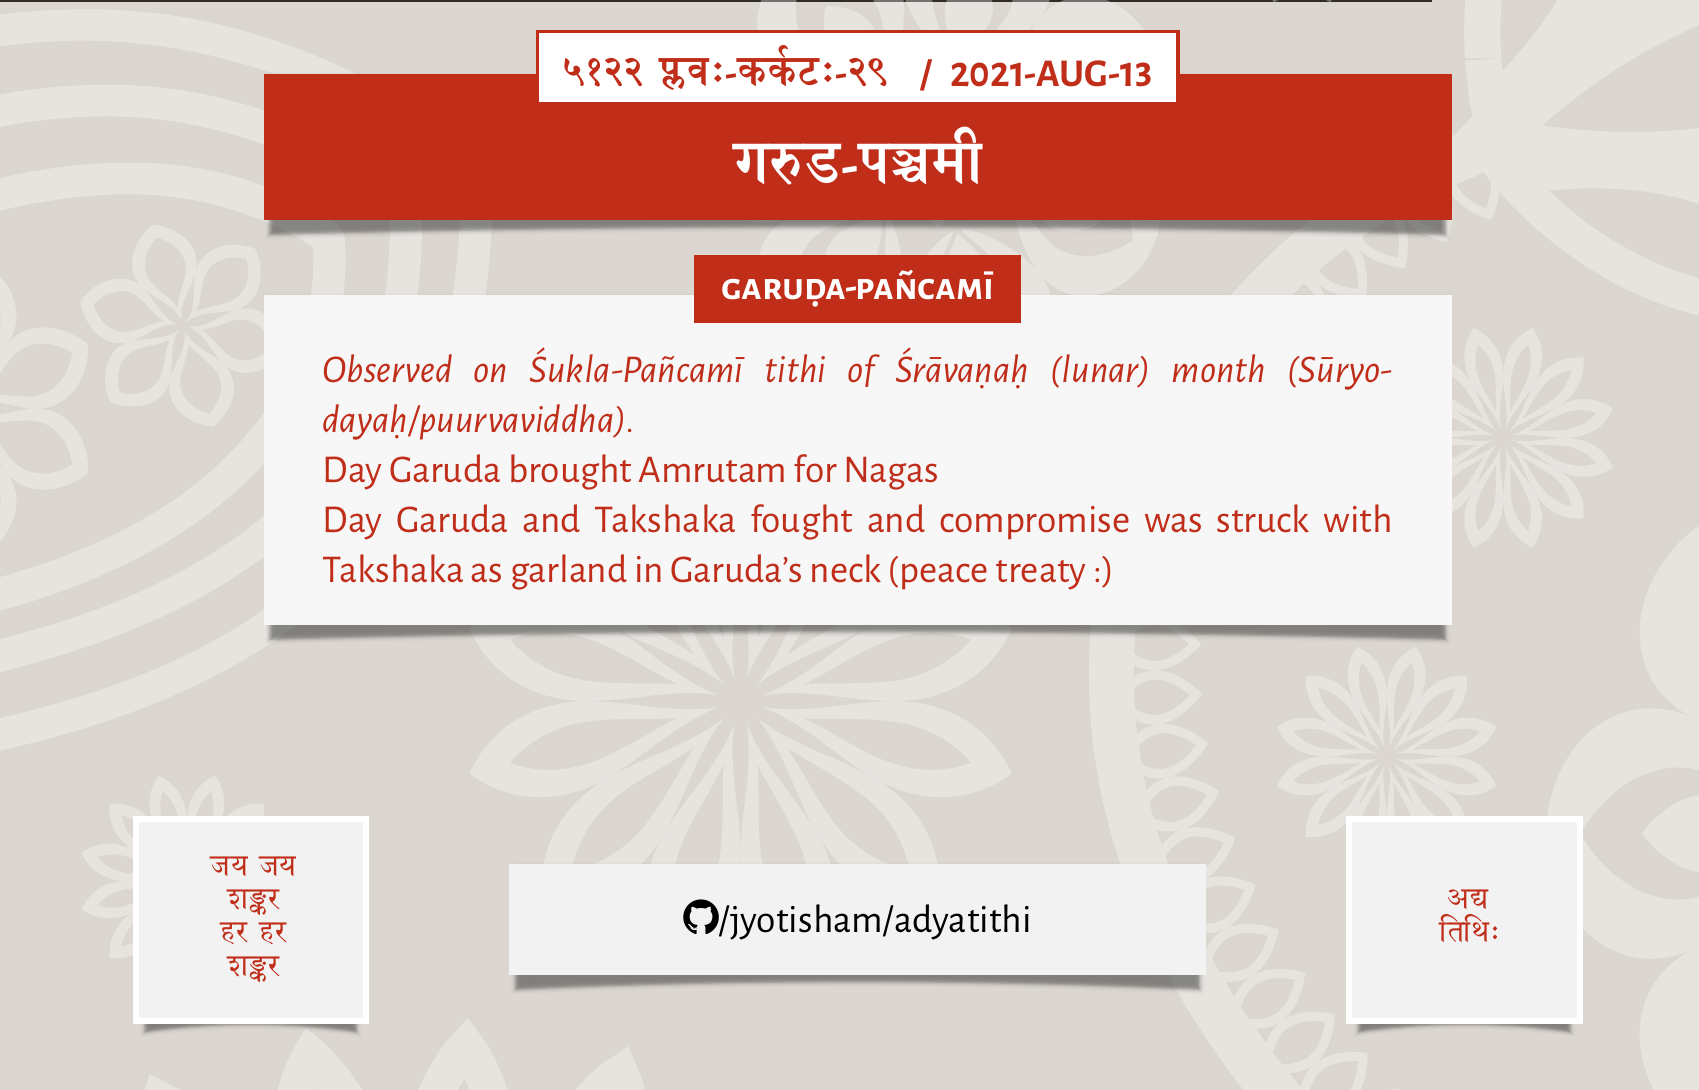 ५१२२ प्लवः-कर्कटः-२९ / 2021-AUG-13
गरुड-पञ्चमी
GARUḌA-PAÑCAMĪ
Observed on Śukla-Pañcamī tithi of Śrāvaṇaḥ (lunar) month (Sūryo-
dayaḥ/puurvaviddha).
Day Garuda brought Amrutam for Nagas
Day Garuda and Takshaka fought and compromise was struck with
Takshaka as garland in Garuda’s neck (peace treaty :)
जय जय
शङ्कर
हर हर
शङ्कर
/jyotisham/adyatithi
अद्य
तिथिः